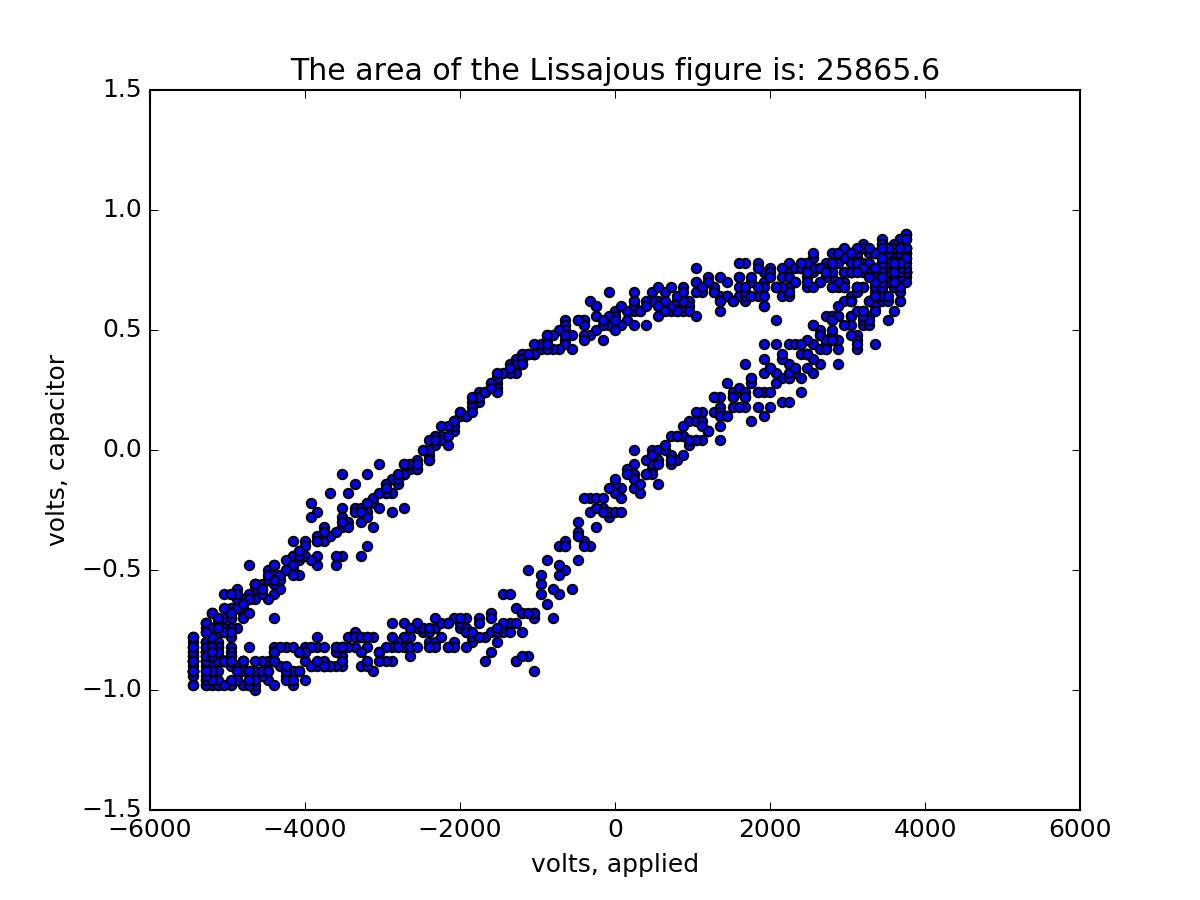 The area of the Lissajous figure is: 25865.6
1.5
1.0
0.5
0.0
−0.5
−1.0
−1.5
volts, capacitor
−6000 −4000 −2000 0 2000 4000 6000
volts, applied